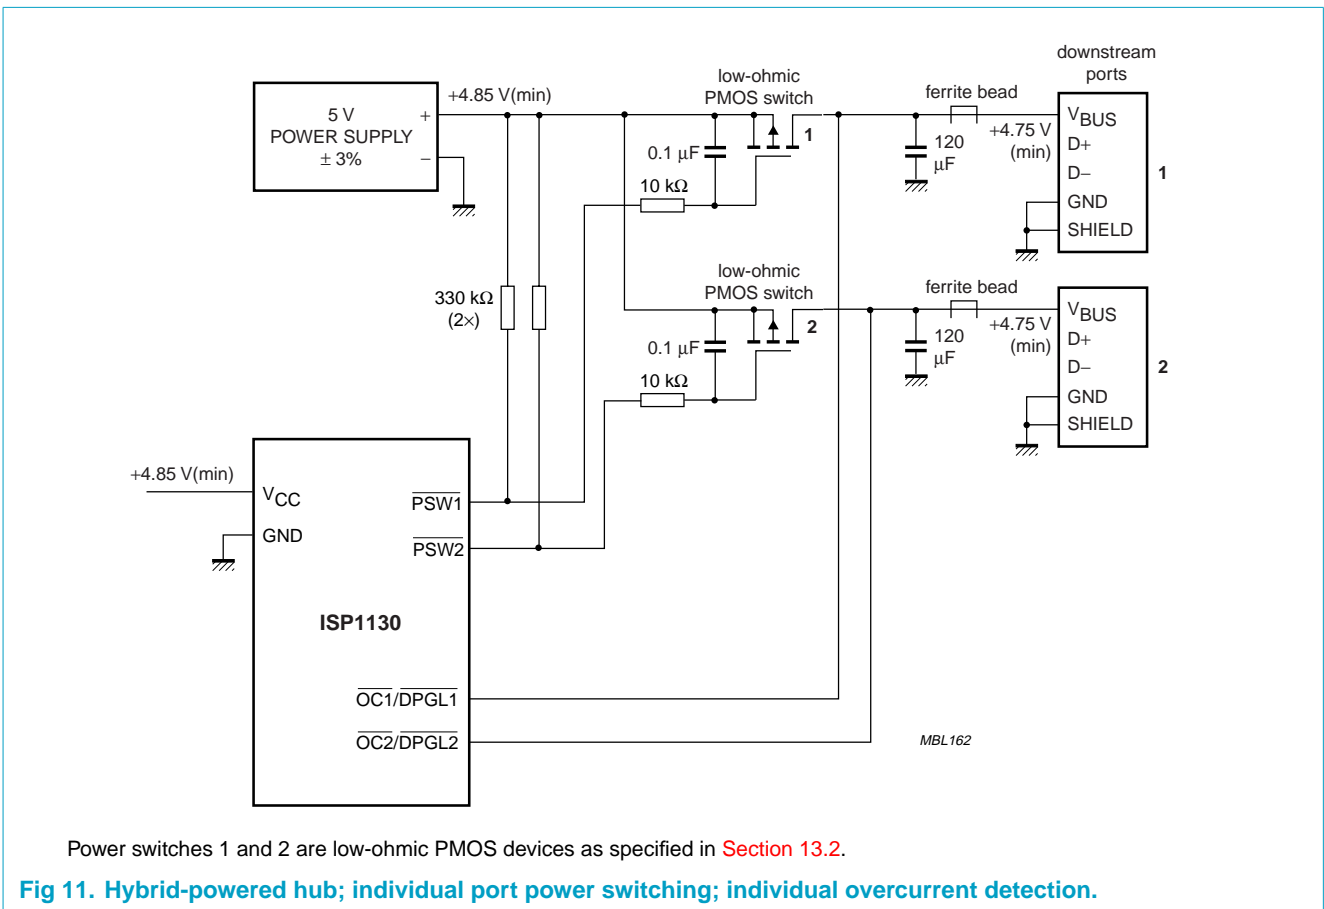 downstream
ports
low-ohmic
PMOS switch
ferrite bead
+4.85 V(min)
5 V
POWER SUPPLY
± 3%
+
−
1
0.1 μF
10 kΩ
120
μF
+4.75 V
(min)
VBUS
D+
D−
GND
SHIELD
1
low-ohmic
PMOS switch
ferrite bead
330 kΩ
(2×)
2
0.1 μF
10 kΩ
120
μF
+4.75 V
(min)
VBUS
D+
D−
GND
SHIELD
2
+4.85 V(min)
VCC
GND
PSW1
PSW2
ISP1130
OC1/DPGL1
OC2/DPGL2
MBL162
Power switches 1 and 2 are low-ohmic PMOS devices as specified in Section 13.2.
Fig 11. Hybrid-powered hub; individual port power switching; individual overcurrent detection.